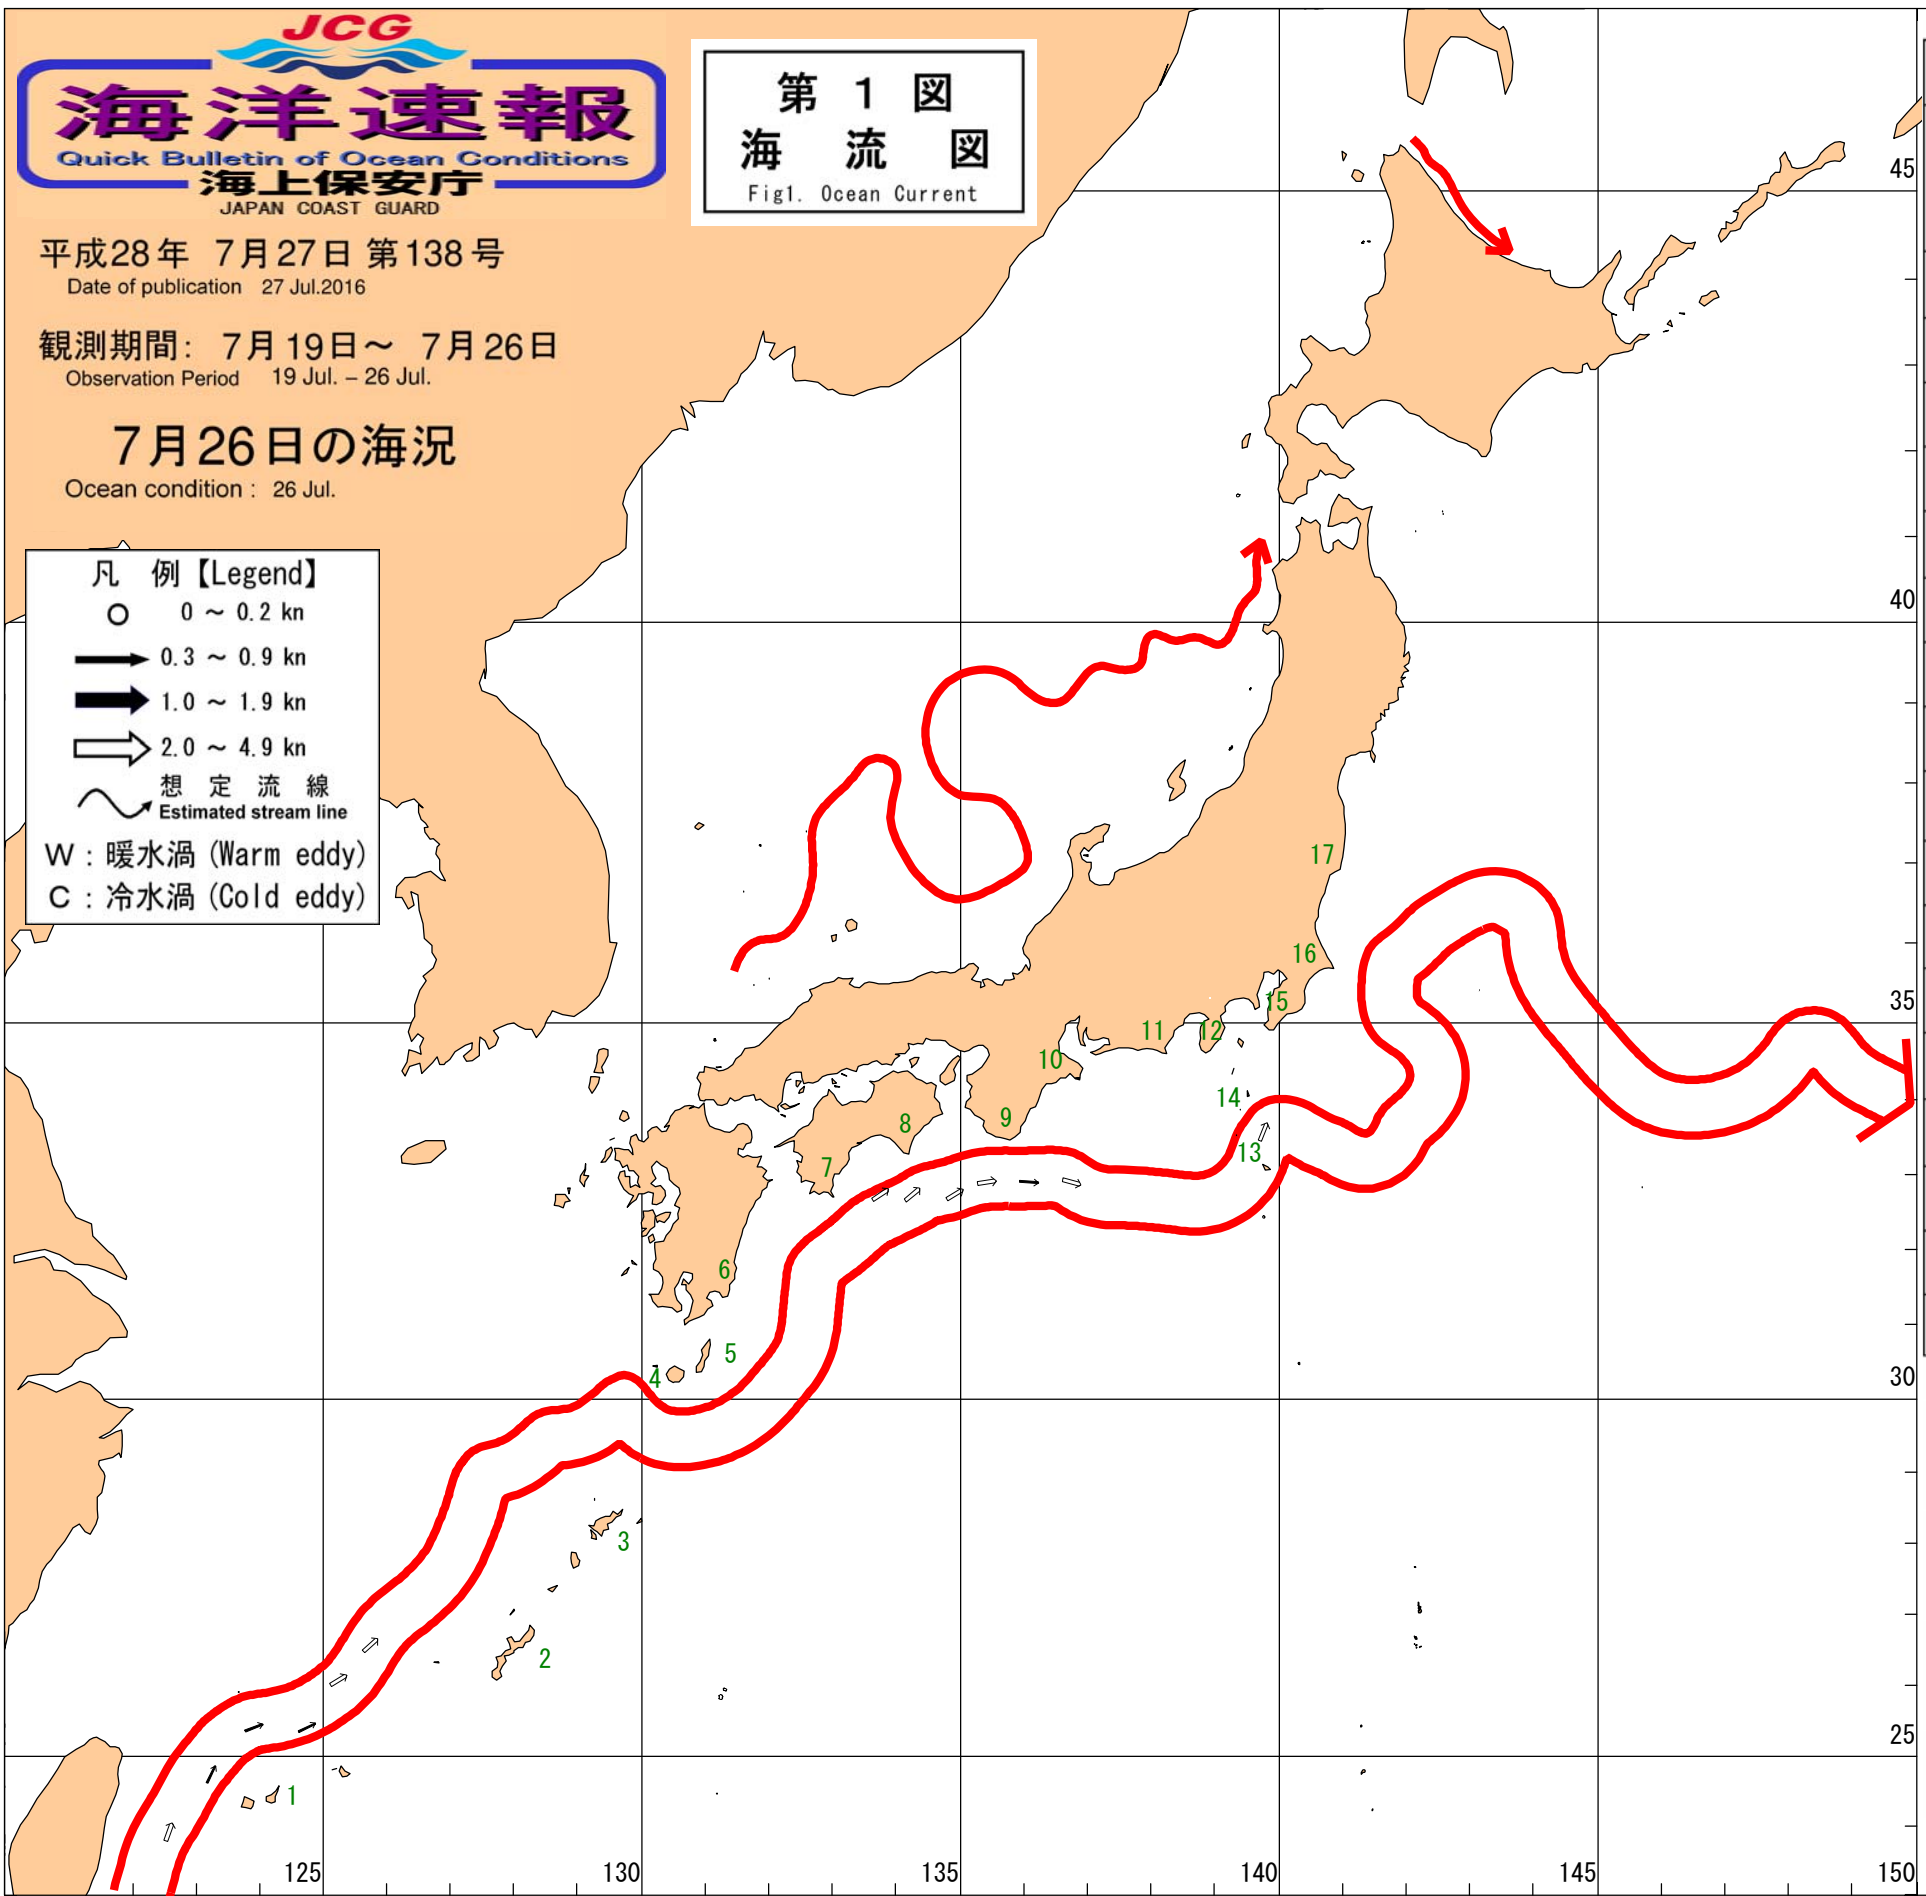 JCG
海洋速報
Quick Bulletin of Ocean Conditions
海上保安庁
JAPAN COAST GUARD
平成28年 7月27日 第138号
Date of publication 27 Jul.2016
観測期間: 7月19日～ 7月26日
Observation Period 19 Jul. – 26 Jul.
7月26日の海況
Ocean condition : 26 Jul.
第 1 図
海 流 図
Fig1. Ocean Current
凡 例【Legend】
0 ～ 0.2 kn
0.3 ～ 0.9 kn
1.0 ～ 1.9 kn
2.0 ～ 4.9 kn
想 定 流 線
Estimated stream line
W : 暖水渦 (Warm eddy)
C : 冷水渦 (Cold eddy)
45
40
17
16
35
15
11
12
10
14
8
9
13
7
6
5
4
30
3
2
25
1
125
130
135
140
145
150